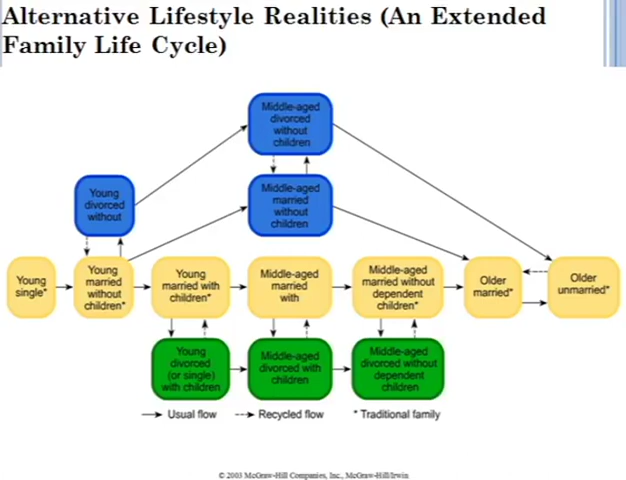 Alternative Lifestyle Realities (An Extended
Family Life Cycle)
Middle-aged
divorced
without
children
Young
divorced
without
Middle-aged
married
without
children
Young
single*
Young
married
without
children*
Young
married with
children*
Middle-aged
married
with
Middle-aged
married without
dependent
children*
Older
married*
Older
unmarried*
Young
divorced
(or single)
with children
Middle-aged
divorced with
children
Middle-aged
divorced without
dependent
children
Usual flow
Recycled flow
* Traditional family
© 2003 McGraw-Hill Companies, Inc., McGraw-Hill/Irwin